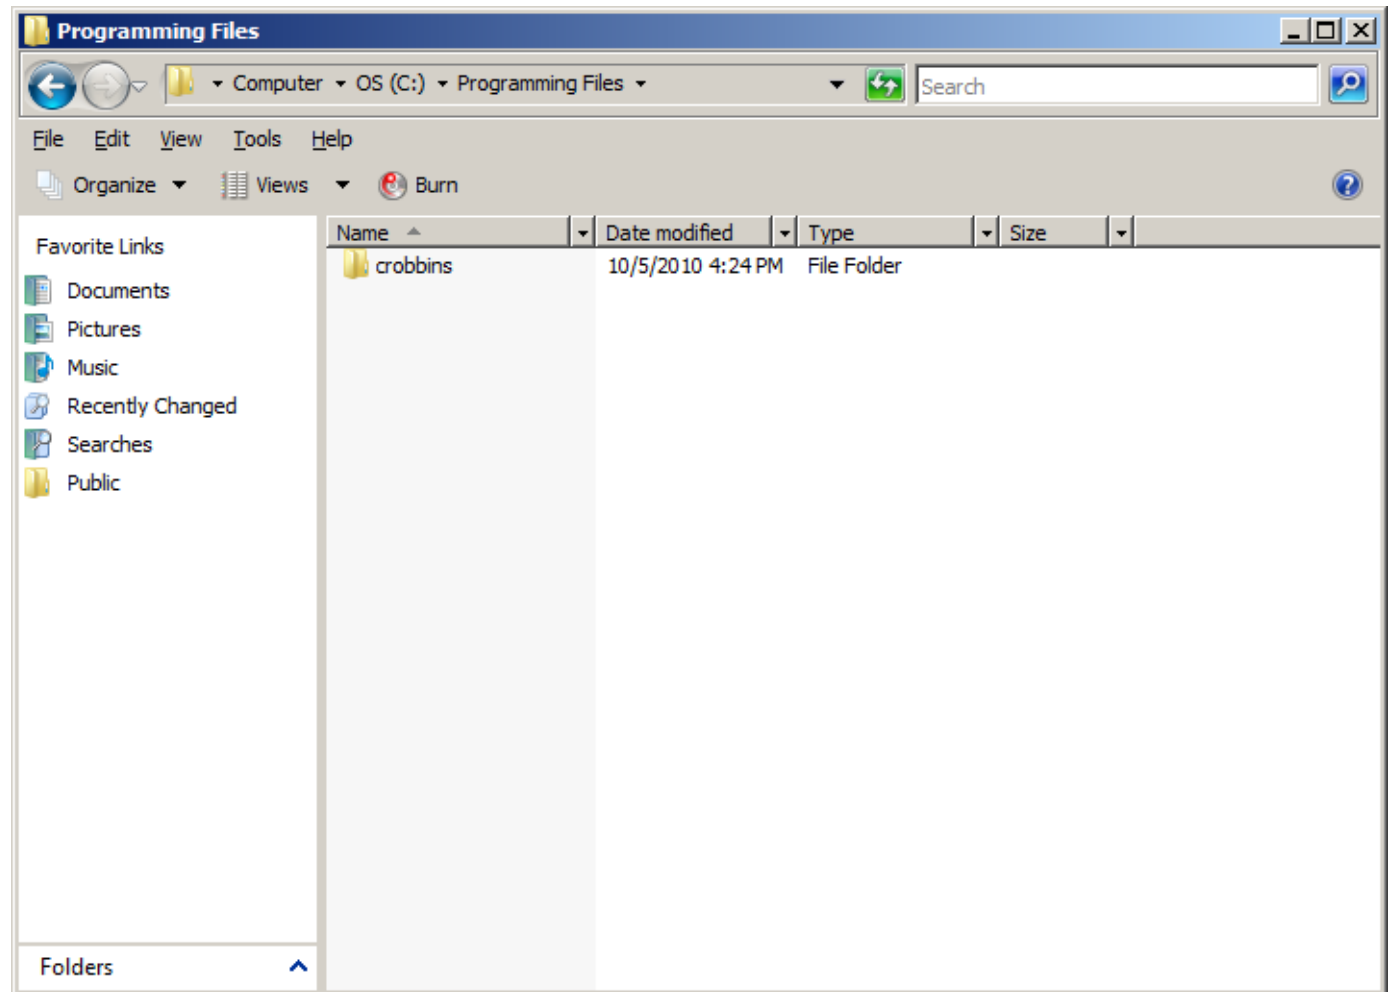 Programming Files
Computer OS (C:) Programming Files Search
File Edit View Tools Help
Organize Views Burn
Favorite Links
Documents
Pictures
Music
Recently Changed
Searches
Public
Folders
Name Date modified Type Size
crobbins 10/5/2010 4:24 PM File Folder